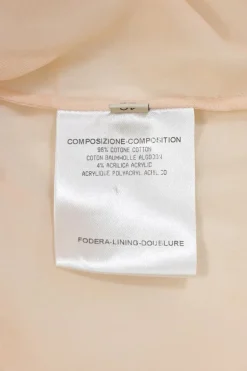 COMPOSIZIONE-COMPOSITION
96% COTONE COTTON
COTON BAUMWOLLE ALGODON
4% ACRILICA ACRYLIC
ACRYLIQUE POLYACRYL ACRILICO
FODERA-LINING-DOUBLURE